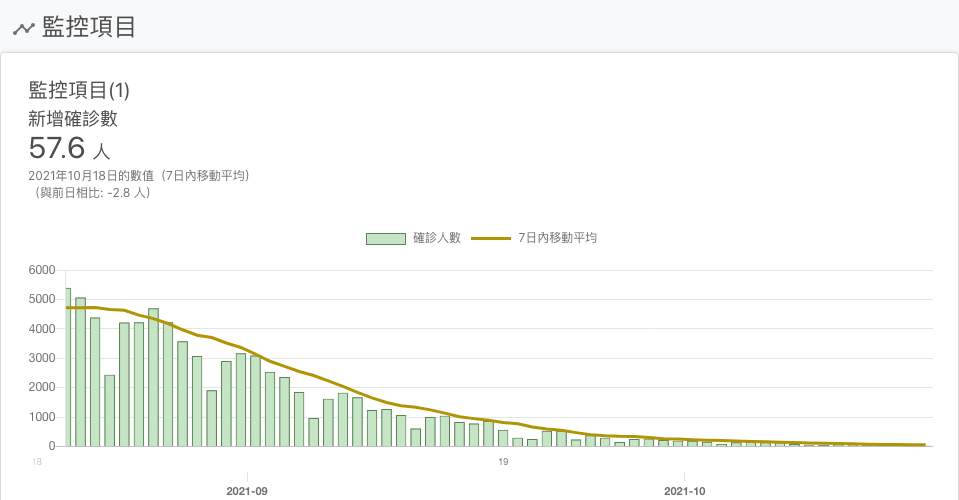 監控項目
監控項目(1)
新增確診數
57.6 人
2021年10月18日的數值（7日內移動平均）
（與前日相比: -2.8 人）
確診人數 7日內移動平均
6000
5000
4000
3000
2000
1000
0
18 19
2021-09 2021-10